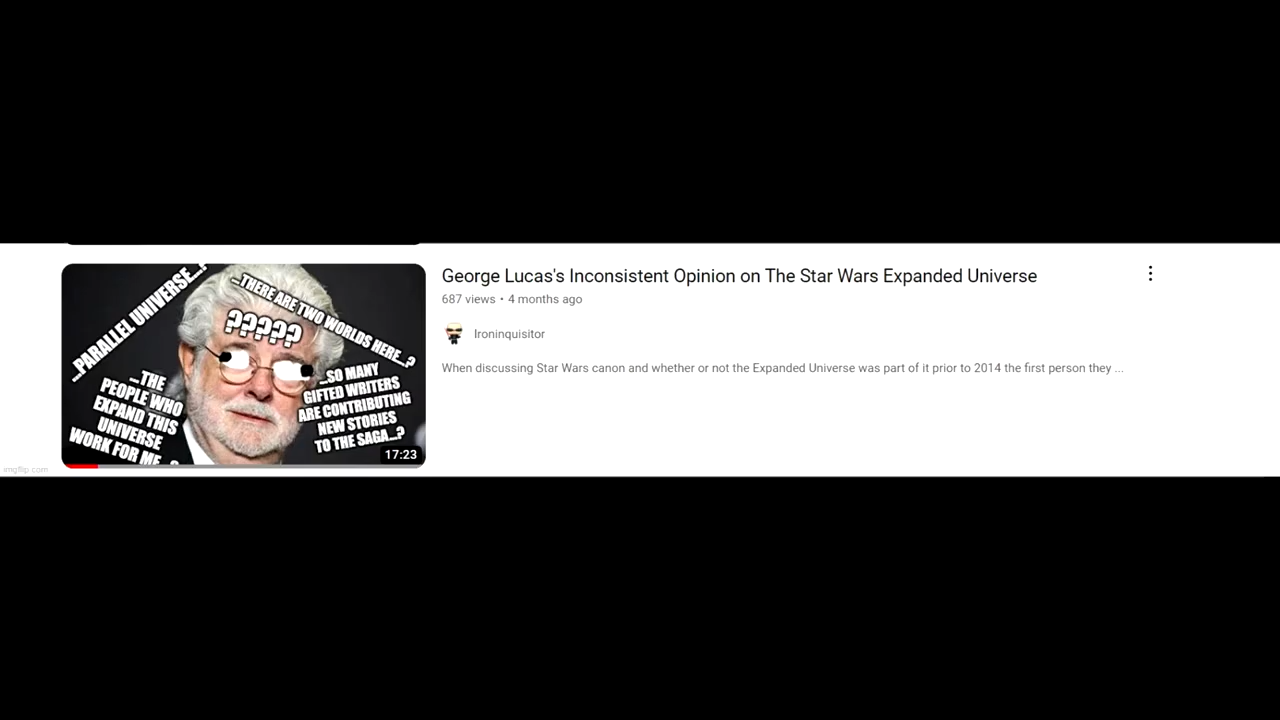 ...PARALLEL UNIVERSE...?
...THERE ARE TWO WORLDS HERE...?
?????
...THE
PEOPLE WHO
EXPAND THIS
UNIVERSE
WORK FOR ME...?
...SO MANY
GIFTED WRITERS
ARE CONTRIBUTING
NEW STORIES
TO THE SAGA...?
17:23
George Lucas's Inconsistent Opinion on The Star Wars Expanded Universe
687 views • 4 months ago
Ironinquisitor
When discussing Star Wars canon and whether or not the Expanded Universe was part of it prior to 2014 the first person they ...
imgflip.com